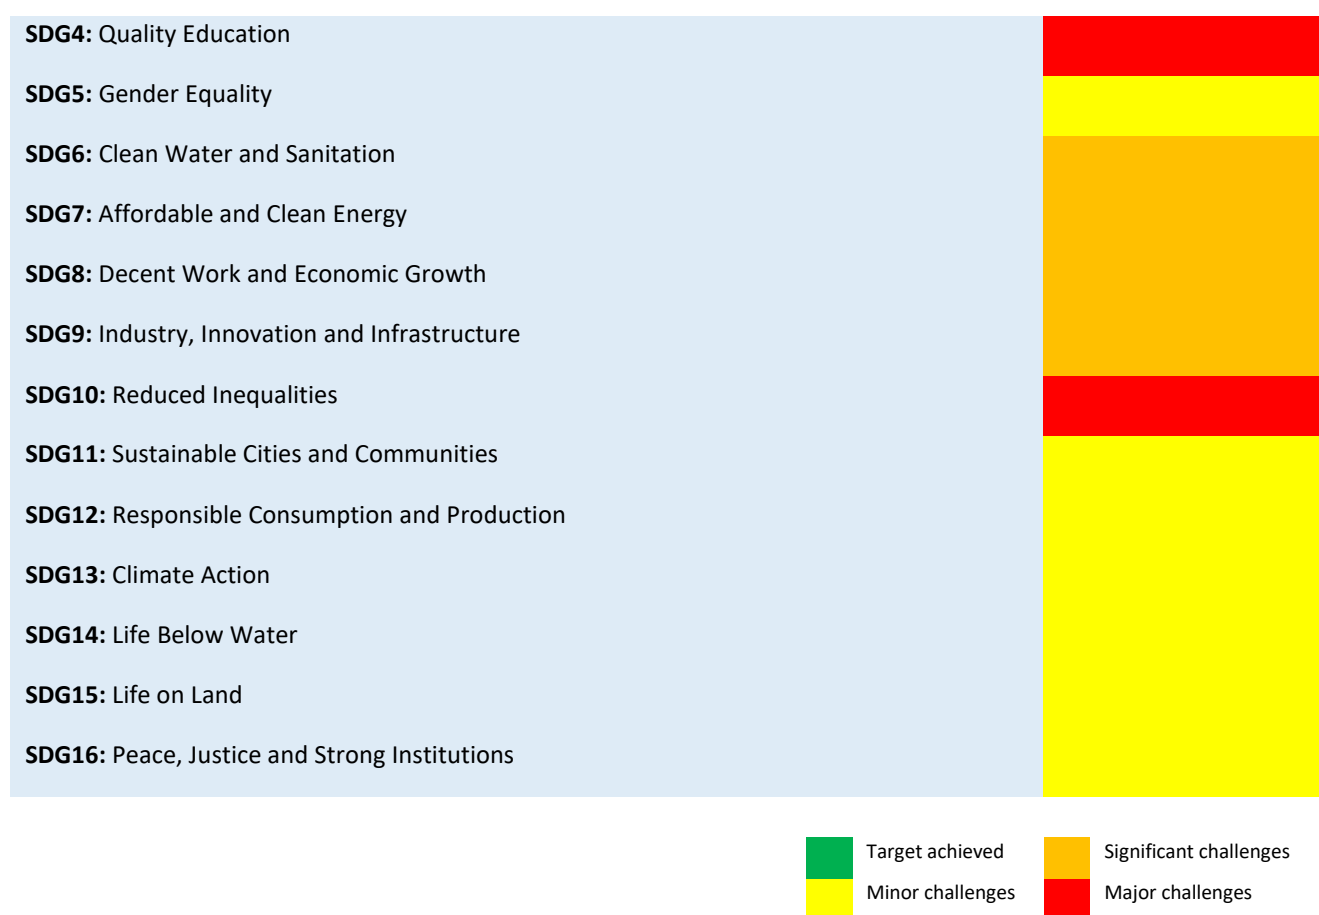 SDG4: Quality Education
SDG5: Gender Equality
SDG6: Clean Water and Sanitation
SDG7: Affordable and Clean Energy
SDG8: Decent Work and Economic Growth
SDG9: Industry, Innovation and Infrastructure
SDG10: Reduced Inequalities
SDG11: Sustainable Cities and Communities
SDG12: Responsible Consumption and Production
SDG13: Climate Action
SDG14: Life Below Water
SDG15: Life on Land
SDG16: Peace, Justice and Strong Institutions
Target achieved
Significant challenges
Minor challenges
Major challenges